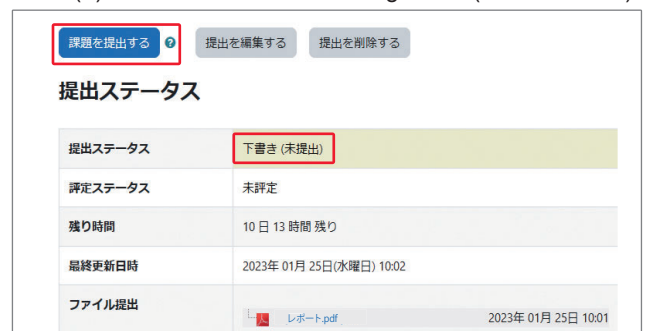 課題を提出する ? 提出を編集する 提出を削除する
提出ステータス
提出ステータス 下書き (未提出)
評定ステータス 未評定
残り時間 10 日 13 時間 残り
最終更新日時 2023年 01月 25日(水曜日) 10:02
ファイル提出
レポート.pdf 2023年 01月 25日 10:01